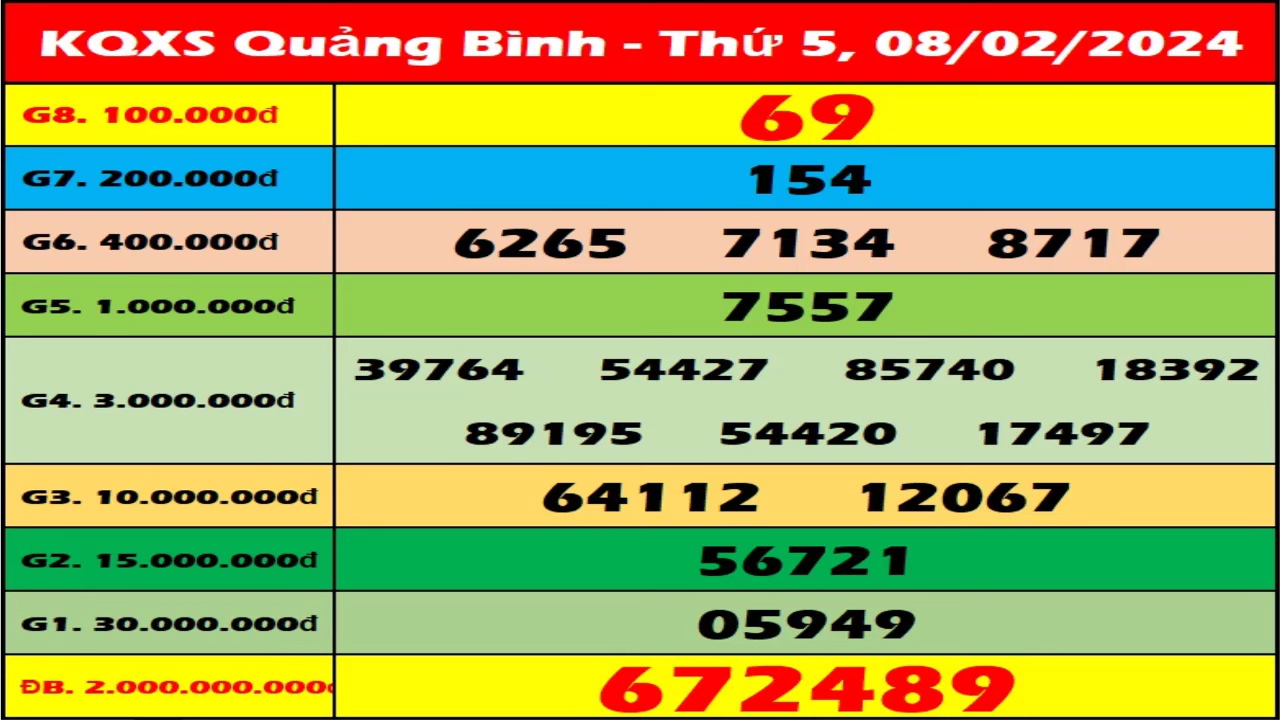 KQXS Quảng Bình - Thứ 5, 08/02/2024
G8. 100.000đ 69
G7. 200.000đ 154
G6. 400.000đ 6265 7134 8717
G5. 1.000.000đ 7557
G4. 3.000.000đ 39764 54427 85740 18392
89195 54420 17497
G3. 10.000.000đ 64112 12067
G2. 15.000.000đ 56721
G1. 30.000.000đ 05949
ĐB. 2.000.000.000đ 672489